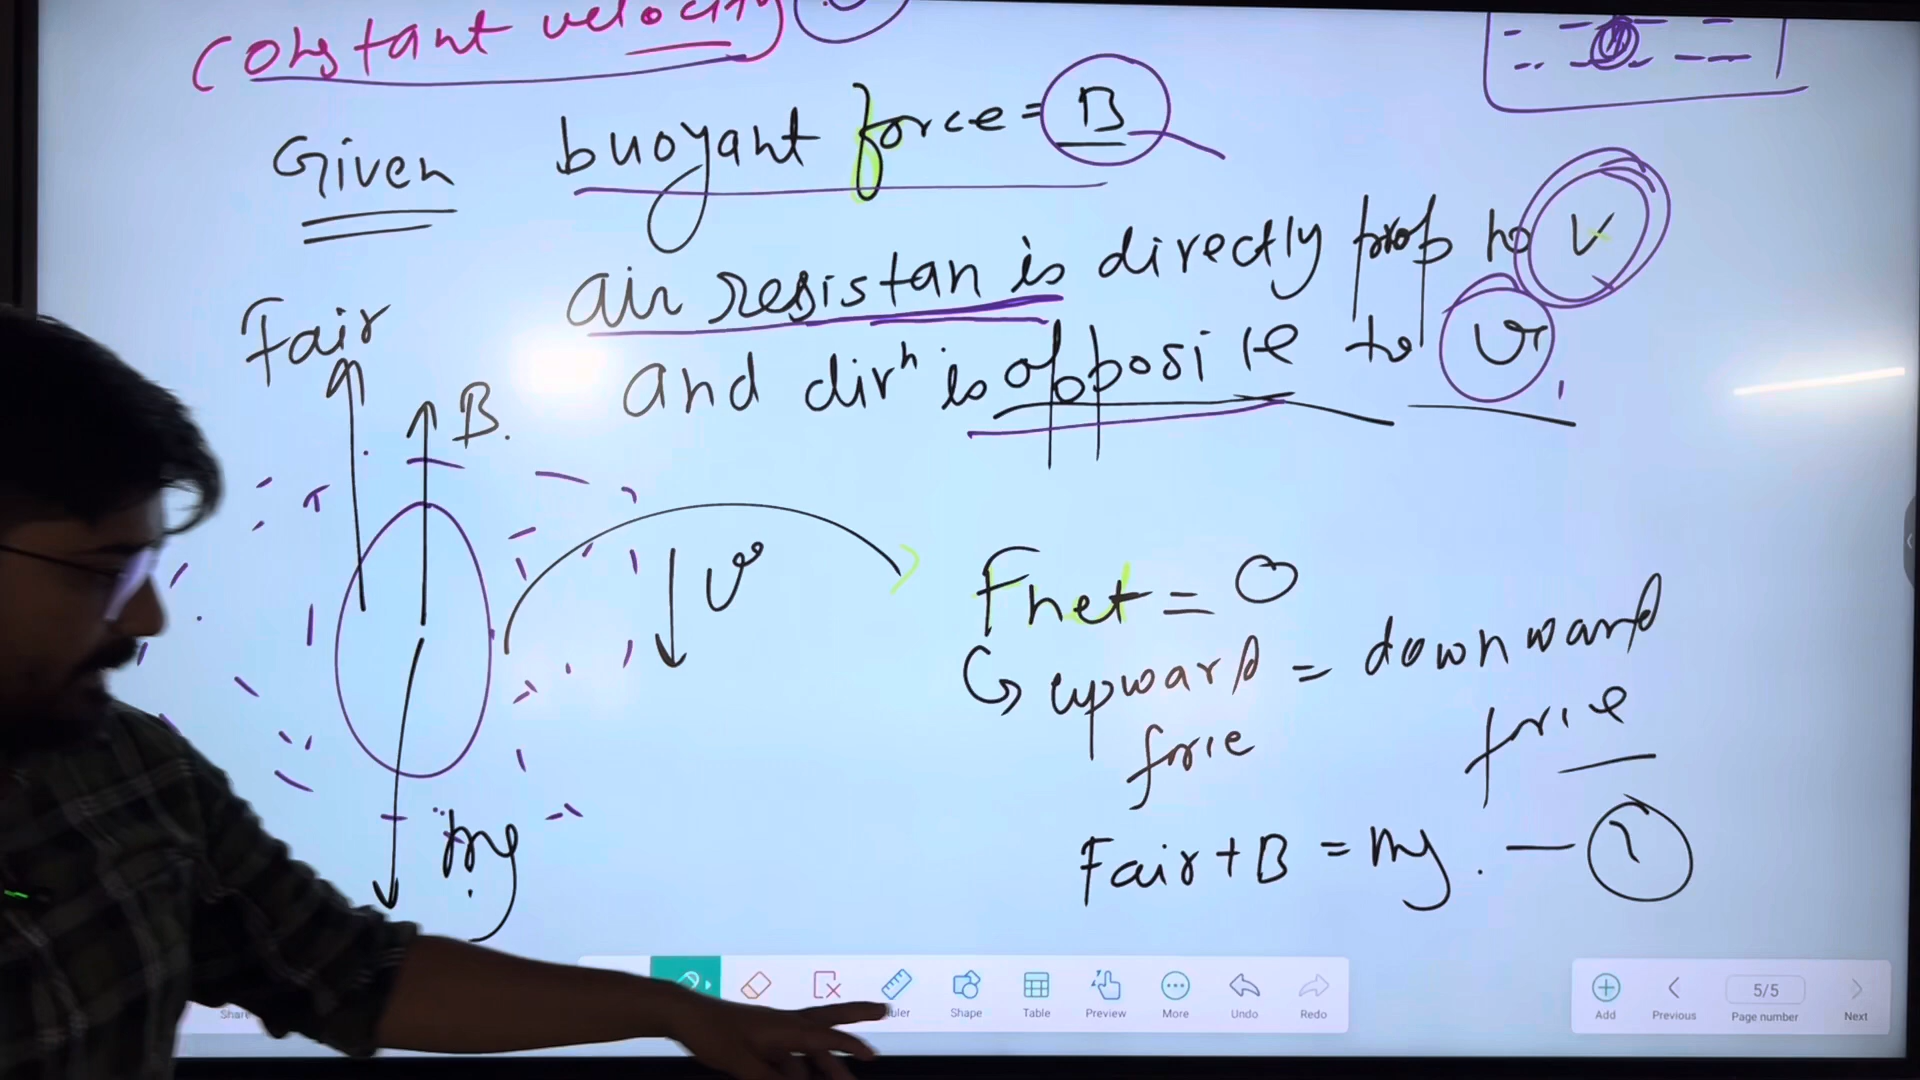 Constant velocity
Given buoyant force = B
air resistan is directly prop to V
and dirn is opposite to v
Fair
B.
v
Fnet = 0
upward = downward
force force
mg
Fair + B = mg. — 1
Share
uler
Shape
Table
Preview
More
Undo
Redo
Add
Previous
5/5
Page number
Next